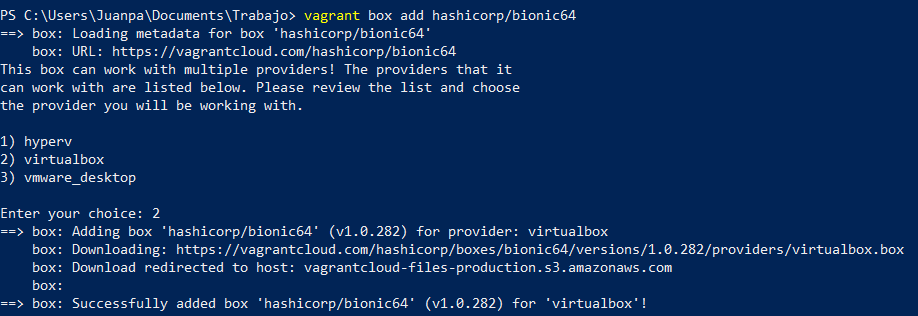 PS C:\Users\Juanpa\Documents\Trabajo> vagrant box add hashicorp/bionic64
==> box: Loading metadata for box 'hashicorp/bionic64'
    box: URL: https://vagrantcloud.com/hashicorp/bionic64
This box can work with multiple providers! The providers that it
can work with are listed below. Please review the list and choose
the provider you will be working with.

1) hyperv
2) virtualbox
3) vmware_desktop

Enter your choice: 2
==> box: Adding box 'hashicorp/bionic64' (v1.0.282) for provider: virtualbox
    box: Downloading: https://vagrantcloud.com/hashicorp/boxes/bionic64/versions/1.0.282/providers/virtualbox.box
    box: Download redirected to host: vagrantcloud-files-production.s3.amazonaws.com
    box:
==> box: Successfully added box 'hashicorp/bionic64' (v1.0.282) for 'virtualbox'!